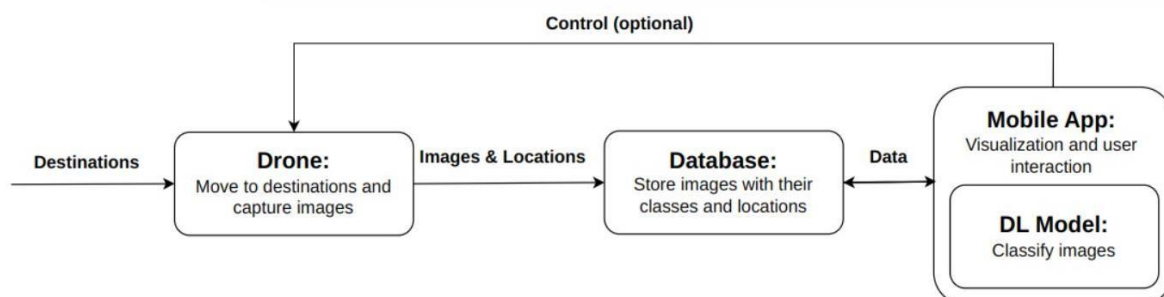 Control (optional)
Destinations
Drone:
Move to destinations and
capture images
Images & Locations
Database:
Store images with their
classes and locations
Data
Mobile App:
Visualization and user
interaction
DL Model:
Classify images